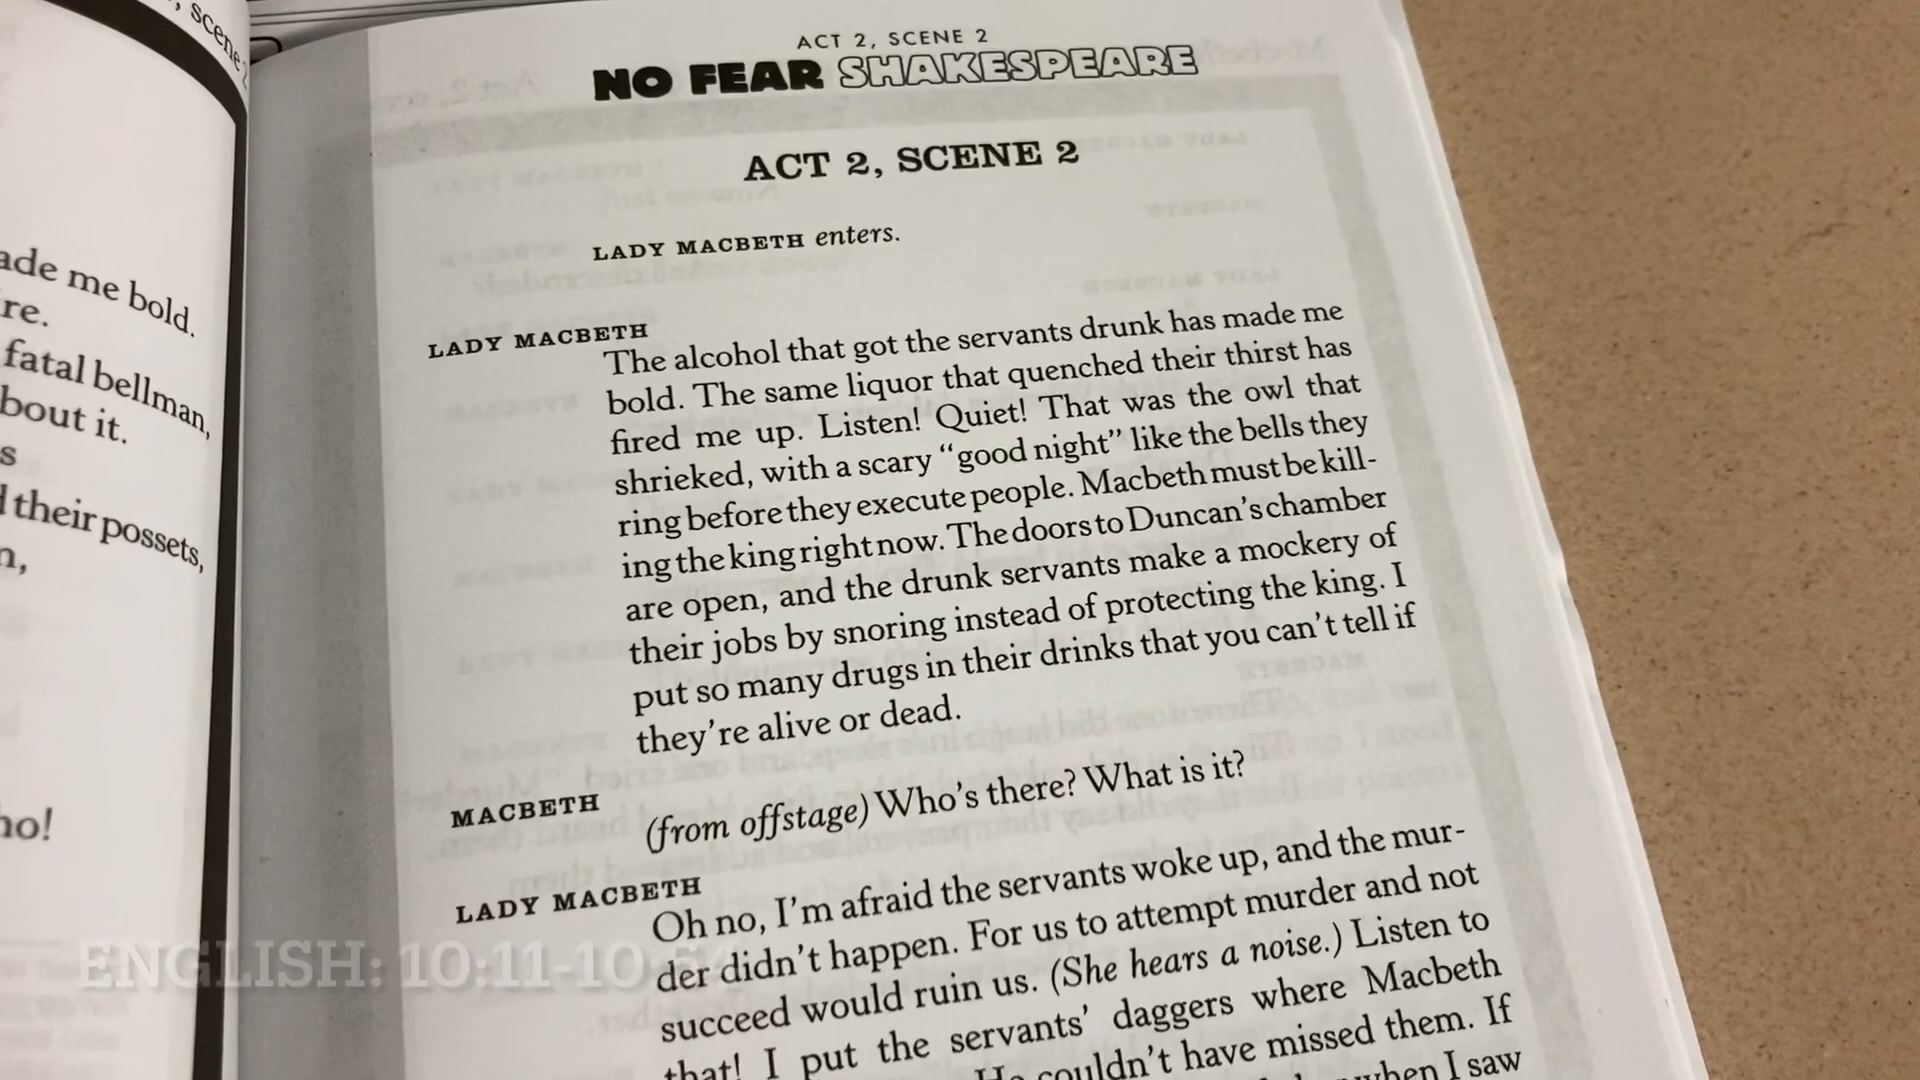 , scene 2
ade me bold.
re.
fatal bellman,
bout it.
s
their possets,
n,
ho!
ACT 2, SCENE 2
NO FEAR SHAKESPEARE
ACT 2, SCENE 2
LADY MACBETH enters.
LADY MACBETH
The alcohol that got the servants drunk has made me
bold. The same liquor that quenched their thirst has
fired me up. Listen! Quiet! That was the owl that
shrieked, with a scary “good night” like the bells they
ring before they execute people. Macbeth must be kill-
ing the king right now. The doors to Duncan’s chamber
are open, and the drunk servants make a mockery of
their jobs by snoring instead of protecting the king. I
put so many drugs in their drinks that you can’t tell if
they’re alive or dead.
MACBETH
(from offstage) Who’s there? What is it?
LADY MACBETH
Oh no, I’m afraid the servants woke up, and the mur-
der didn’t happen. For us to attempt murder and not
succeed would ruin us. (She hears a noise.) Listen to
that! I put the servants’ daggers where Macbeth
couldn’t have missed them. If
when I saw
ENGLISH: 10:11-10